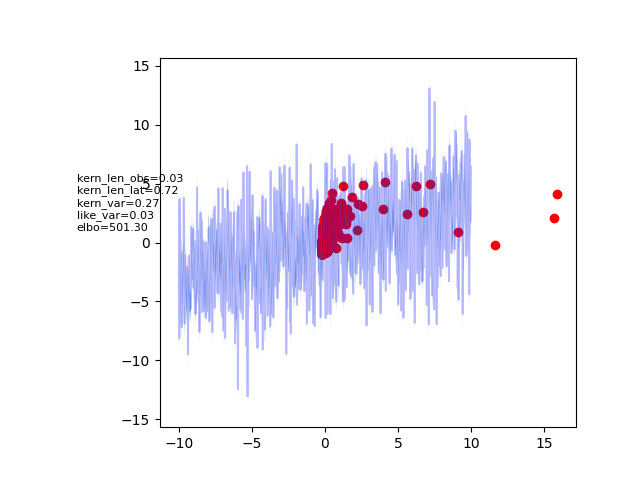 15
10
5
0
−5
−10
−15
kern_len_obs=0.03
kern_len_lat=0.72
kern_var=0.27
like_var=0.03
elbo=501.30
−10 −5 0 5 10 15